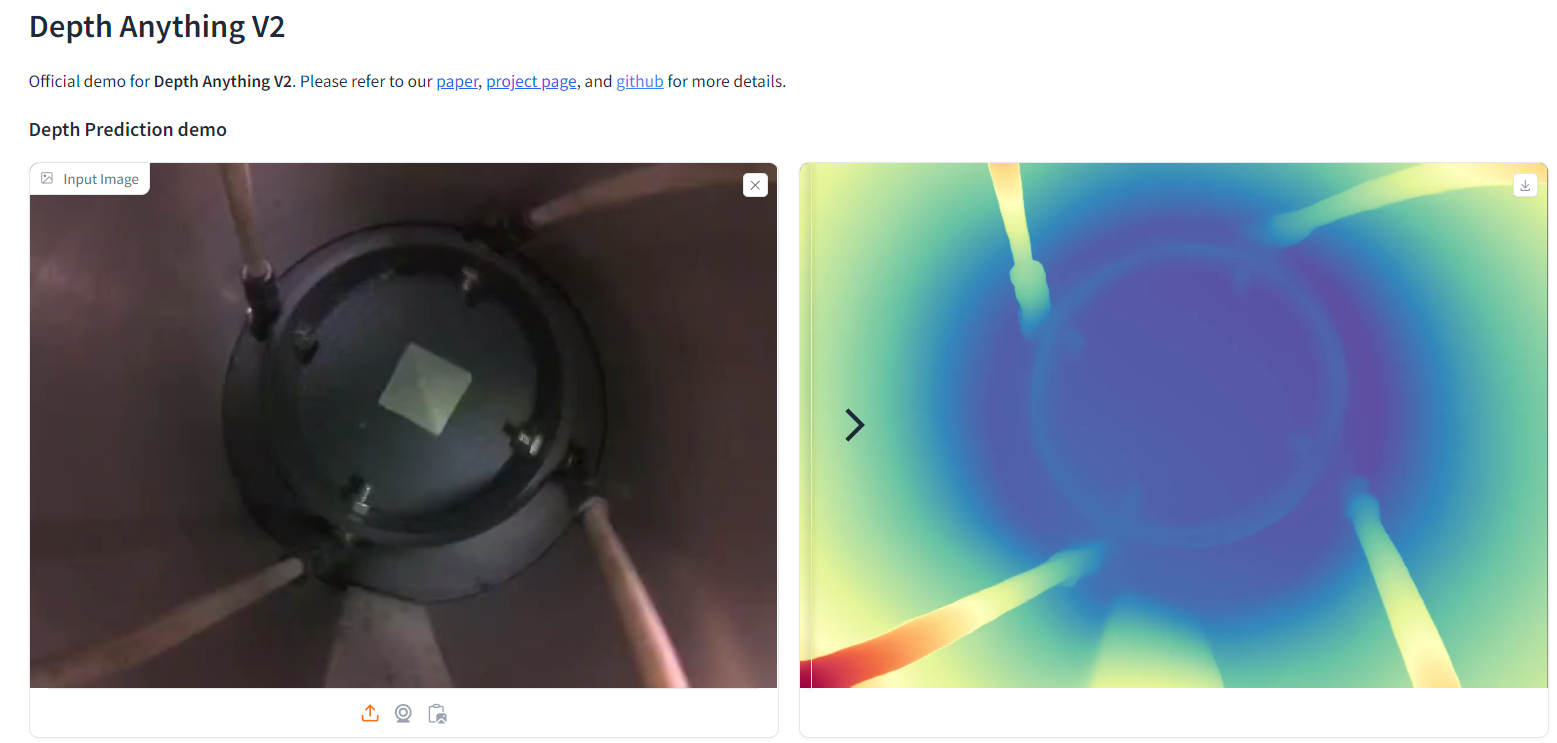 Depth Anything V2
Official demo for Depth Anything V2. Please refer to our paper, project page, and github for more details.
Depth Prediction demo
Input Image